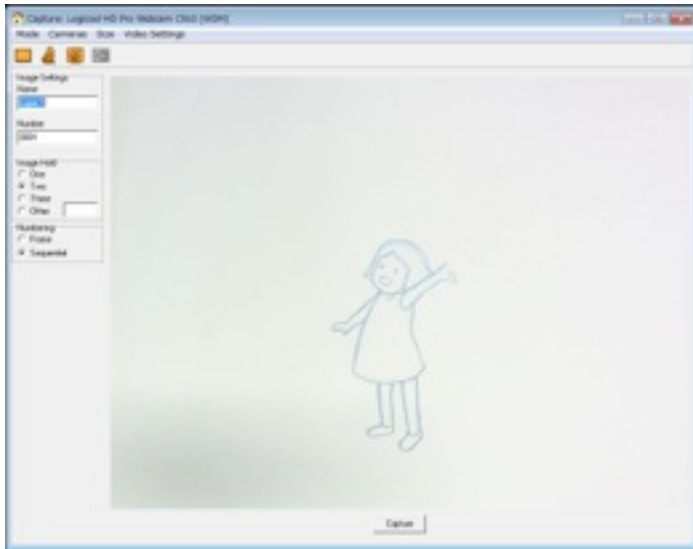 Capture: Logicool HD Pro Webcam C910 [WDM]
Mode Cameras Size Video Settings
Image Settings
Name
Number
0001
Image Hold
One
Two
Three
Other
Numbering
Frame
Sequential
Capture